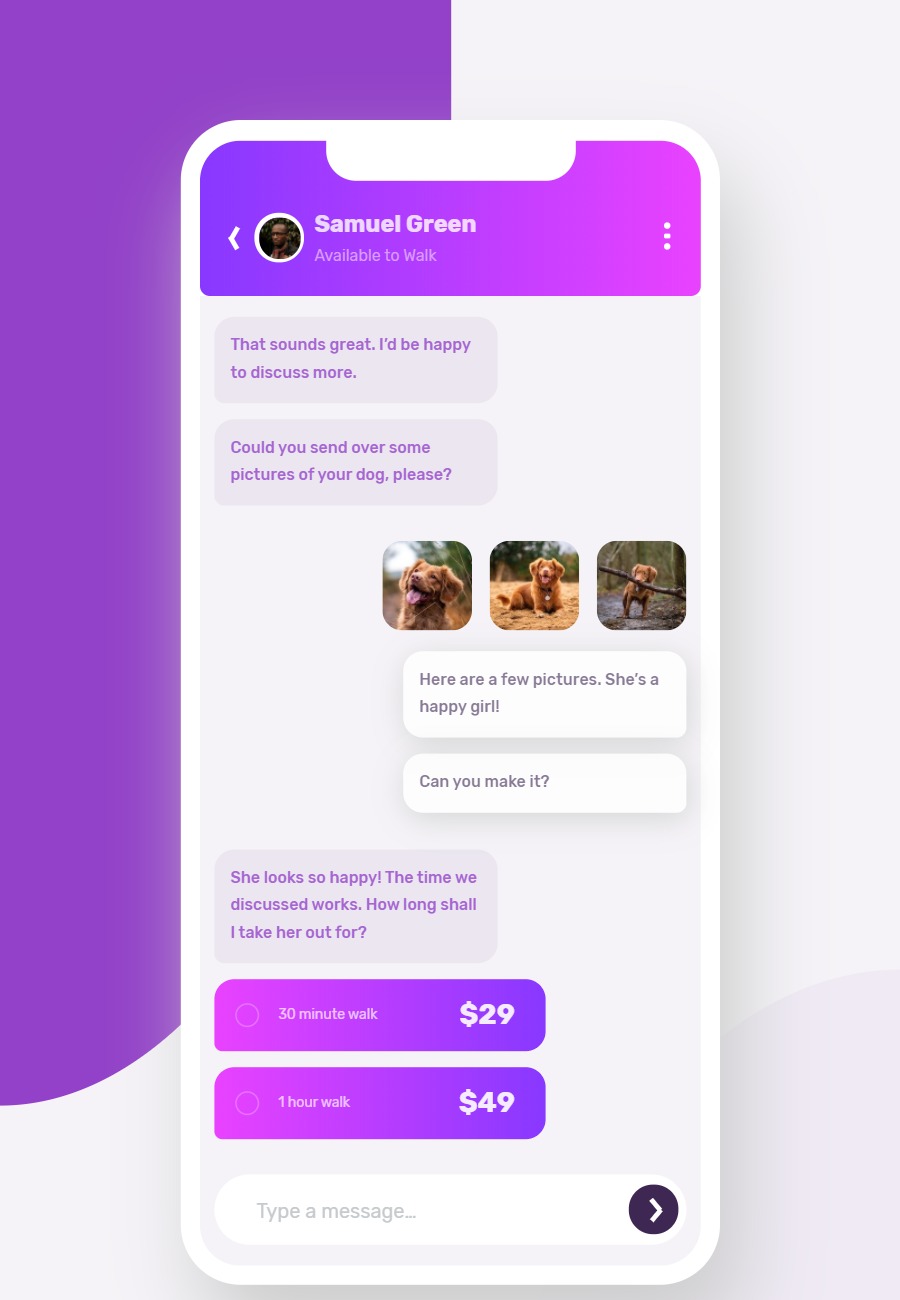 Samuel Green
Available to Walk
That sounds great. I’d be happy
to discuss more.
Could you send over some
pictures of your dog, please?
Here are a few pictures. She’s a
happy girl!
Can you make it?
She looks so happy! The time we
discussed works. How long shall
I take her out for?
30 minute walk $29
1 hour walk $49
Type a message…